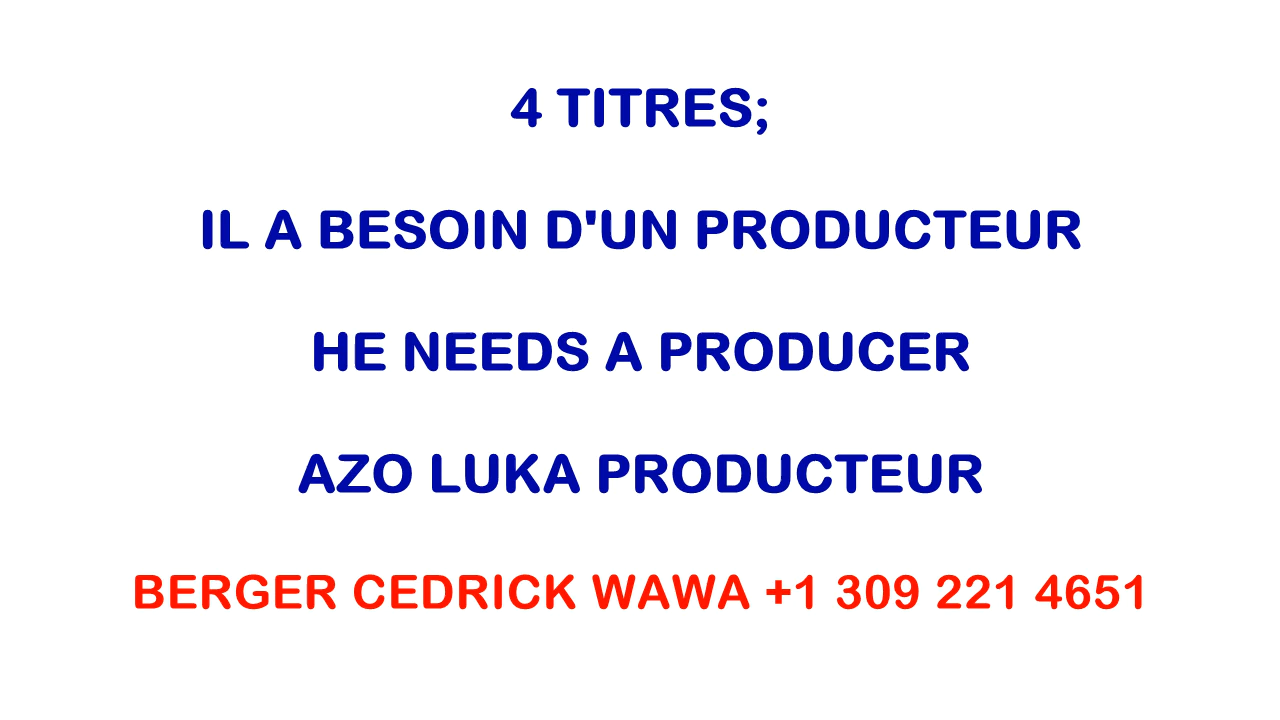 4 TITRES;
IL A BESOIN D'UN PRODUCTEUR
HE NEEDS A PRODUCER
AZO LUKA PRODUCTEUR
BERGER CEDRICK WAWA +1 309 221 4651